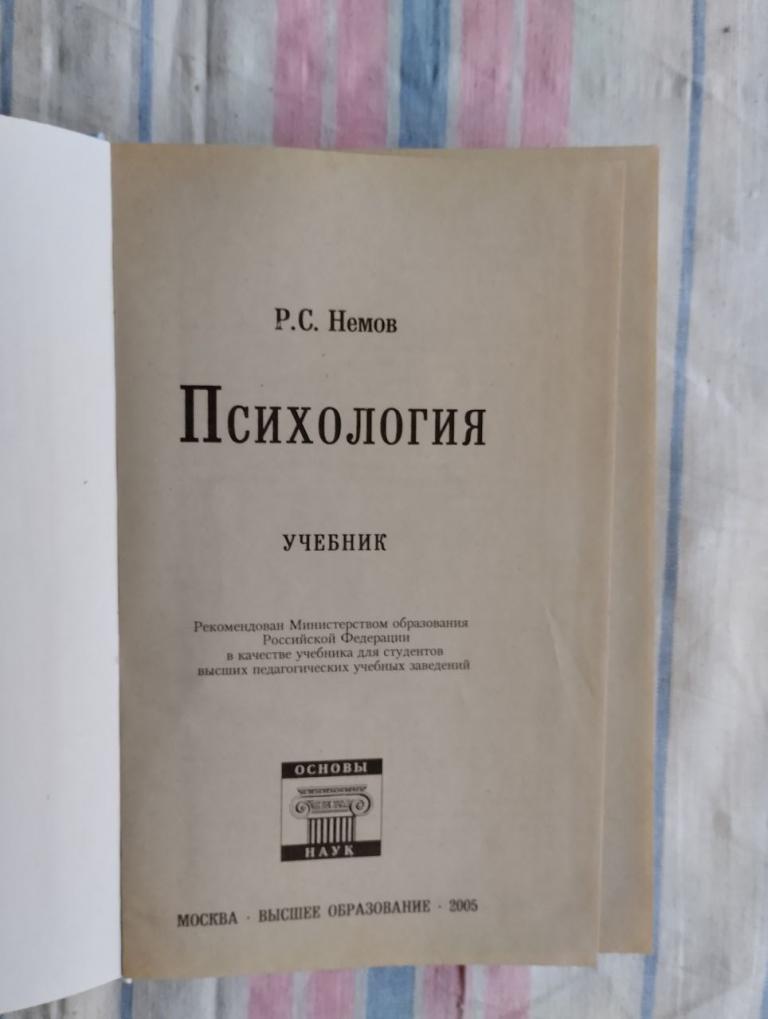 Р.С. Немов
Психология
УЧЕБНИК
Рекомендован Министерством образования
Российской Федерации
в качестве учебника для студентов
высших педагогических учебных заведений
ОСНОВЫ
НАУК
МОСКВА · ВЫСШЕЕ ОБРАЗОВАНИЕ · 2005